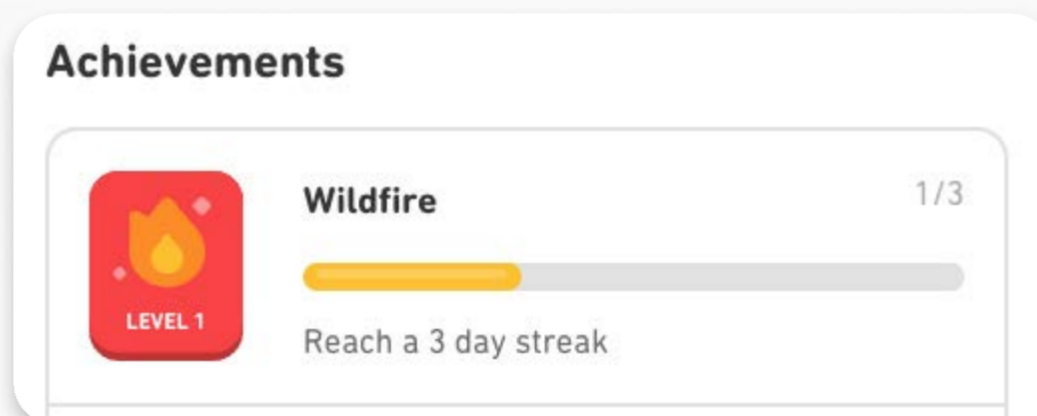 Achievements
Wildfire
1/3
LEVEL 1
Reach a 3 day streak